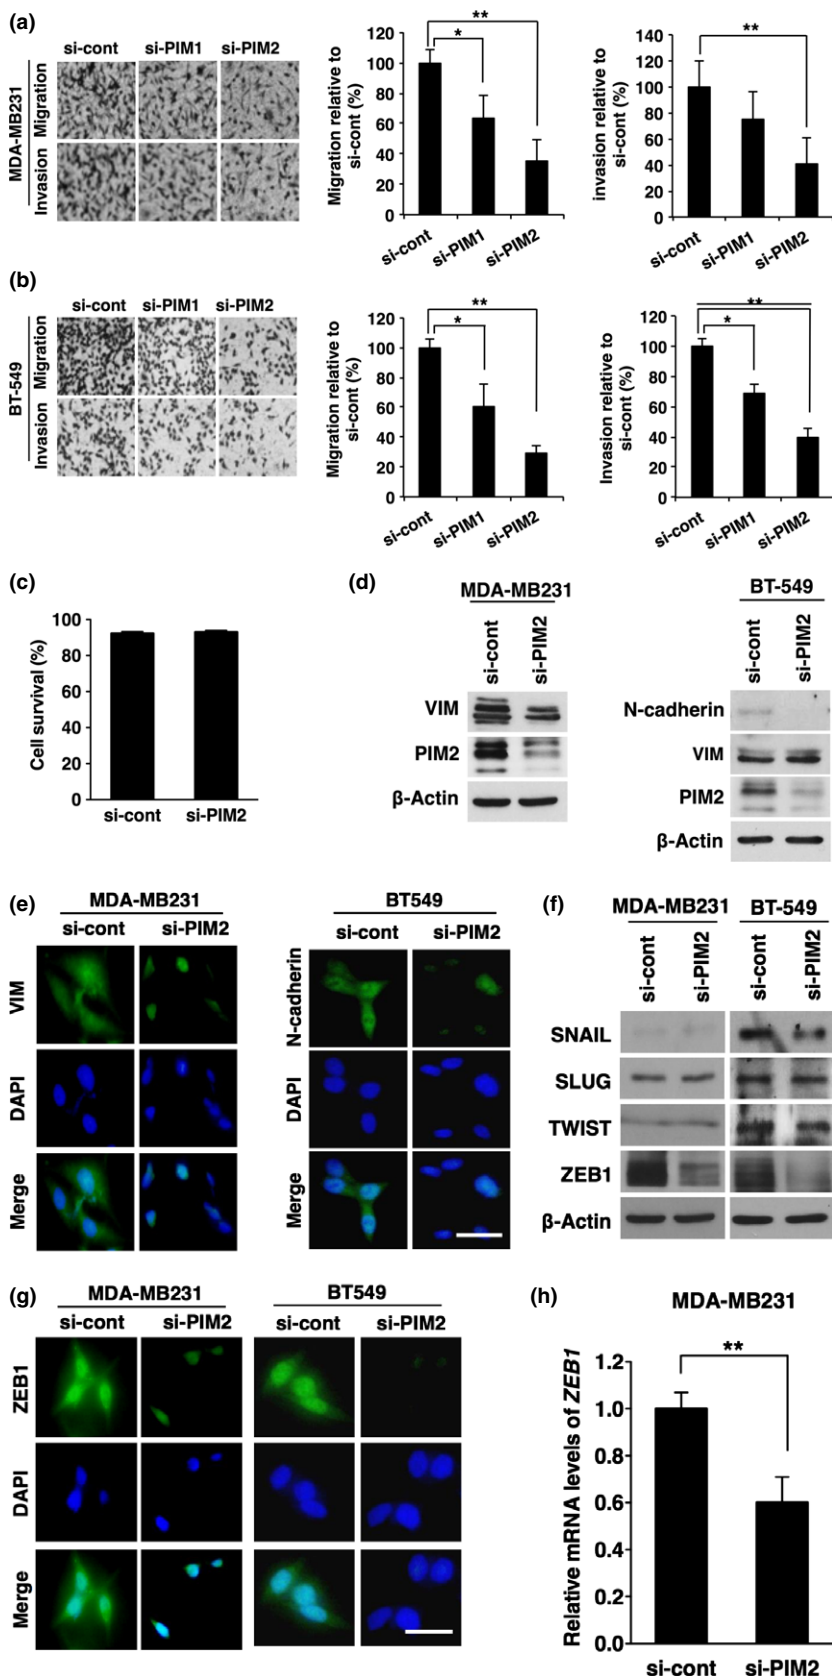 (a)
si-cont si-PIM1 si-PIM2
MDA-MB231
Migration
Invasion
Migration relative to
si-cont (%)
120
100
80
60
40
20
0
**
*
si-cont
si-PIM1
si-PIM2
invasion relative to
si-cont (%)
140
120
100
80
60
40
20
0
**
si-cont
si-PIM1
si-PIM2
(b)
si-cont si-PIM1 si-PIM2
BT-549
Migration
Invasion
Migration relative to
si-cont (%)
120
100
80
60
40
20
0
**
*
si-cont
si-PIM1
si-PIM2
Invasion relative to
si-cont (%)
120
100
80
60
40
20
0
**
*
si-cont
si-PIM1
si-PIM2
(c)
Cell survival (%)
100
80
60
40
20
0
si-cont si-PIM2
(d)
MDA-MB231
si-cont
si-PIM2
VIM
PIM2
β-Actin
BT-549
si-cont
si-PIM2
N-cadherin
VIM
PIM2
β-Actin
(e)
MDA-MB231
si-cont si-PIM2
VIM
DAPI
Merge
BT549
si-cont si-PIM2
N-cadherin
DAPI
Merge
(f)
MDA-MB231 BT-549
si-cont
si-PIM2
si-cont
si-PIM2
SNAIL
SLUG
TWIST
ZEB1
β-Actin
(g)
MDA-MB231 BT549
si-cont si-PIM2 si-cont si-PIM2
ZEB1
DAPI
Merge
(h)
MDA-MB231
Relative mRNA levels of ZEB1
1.2
1.0
0.8
0.6
0.4
0.2
0.0
**
si-cont si-PIM2